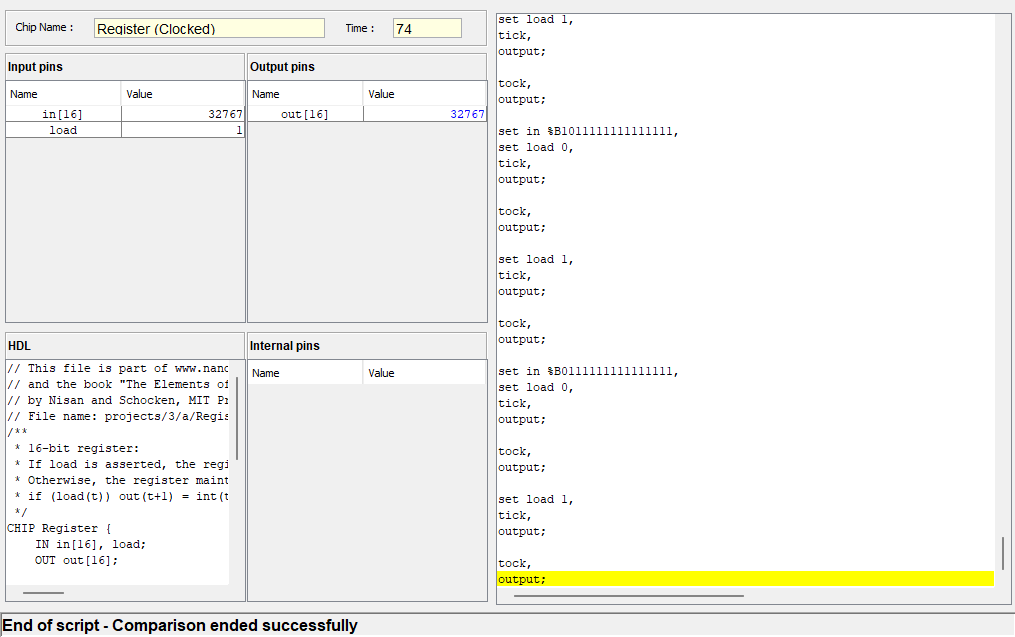 Chip Name :
Register (Clocked)
Time :
74
Input pins
Name Value
in[16] 32767
load 1
Output pins
Name Value
out[16] 32767
HDL
// This file is part of www.nand
// and the book "The Elements of
// by Nisan and Schocken, MIT Pr
// File name: projects/3/a/Regis
/**
* 16-bit register:
* If load is asserted, the regi
* Otherwise, the register maint
* if (load(t)) out(t+1) = int(t
*/
CHIP Register {
IN in[16], load;
OUT out[16];
Internal pins
Name Value
set load 1,
tick,
output;
tock,
output;
set in %B1011111111111111,
set load 0,
tick,
output;
tock,
output;
set load 1,
tick,
output;
tock,
output;
set in %B0111111111111111,
set load 0,
tick,
output;
tock,
output;
set load 1,
tick,
output;
tock,
output;
End of script - Comparison ended successfully